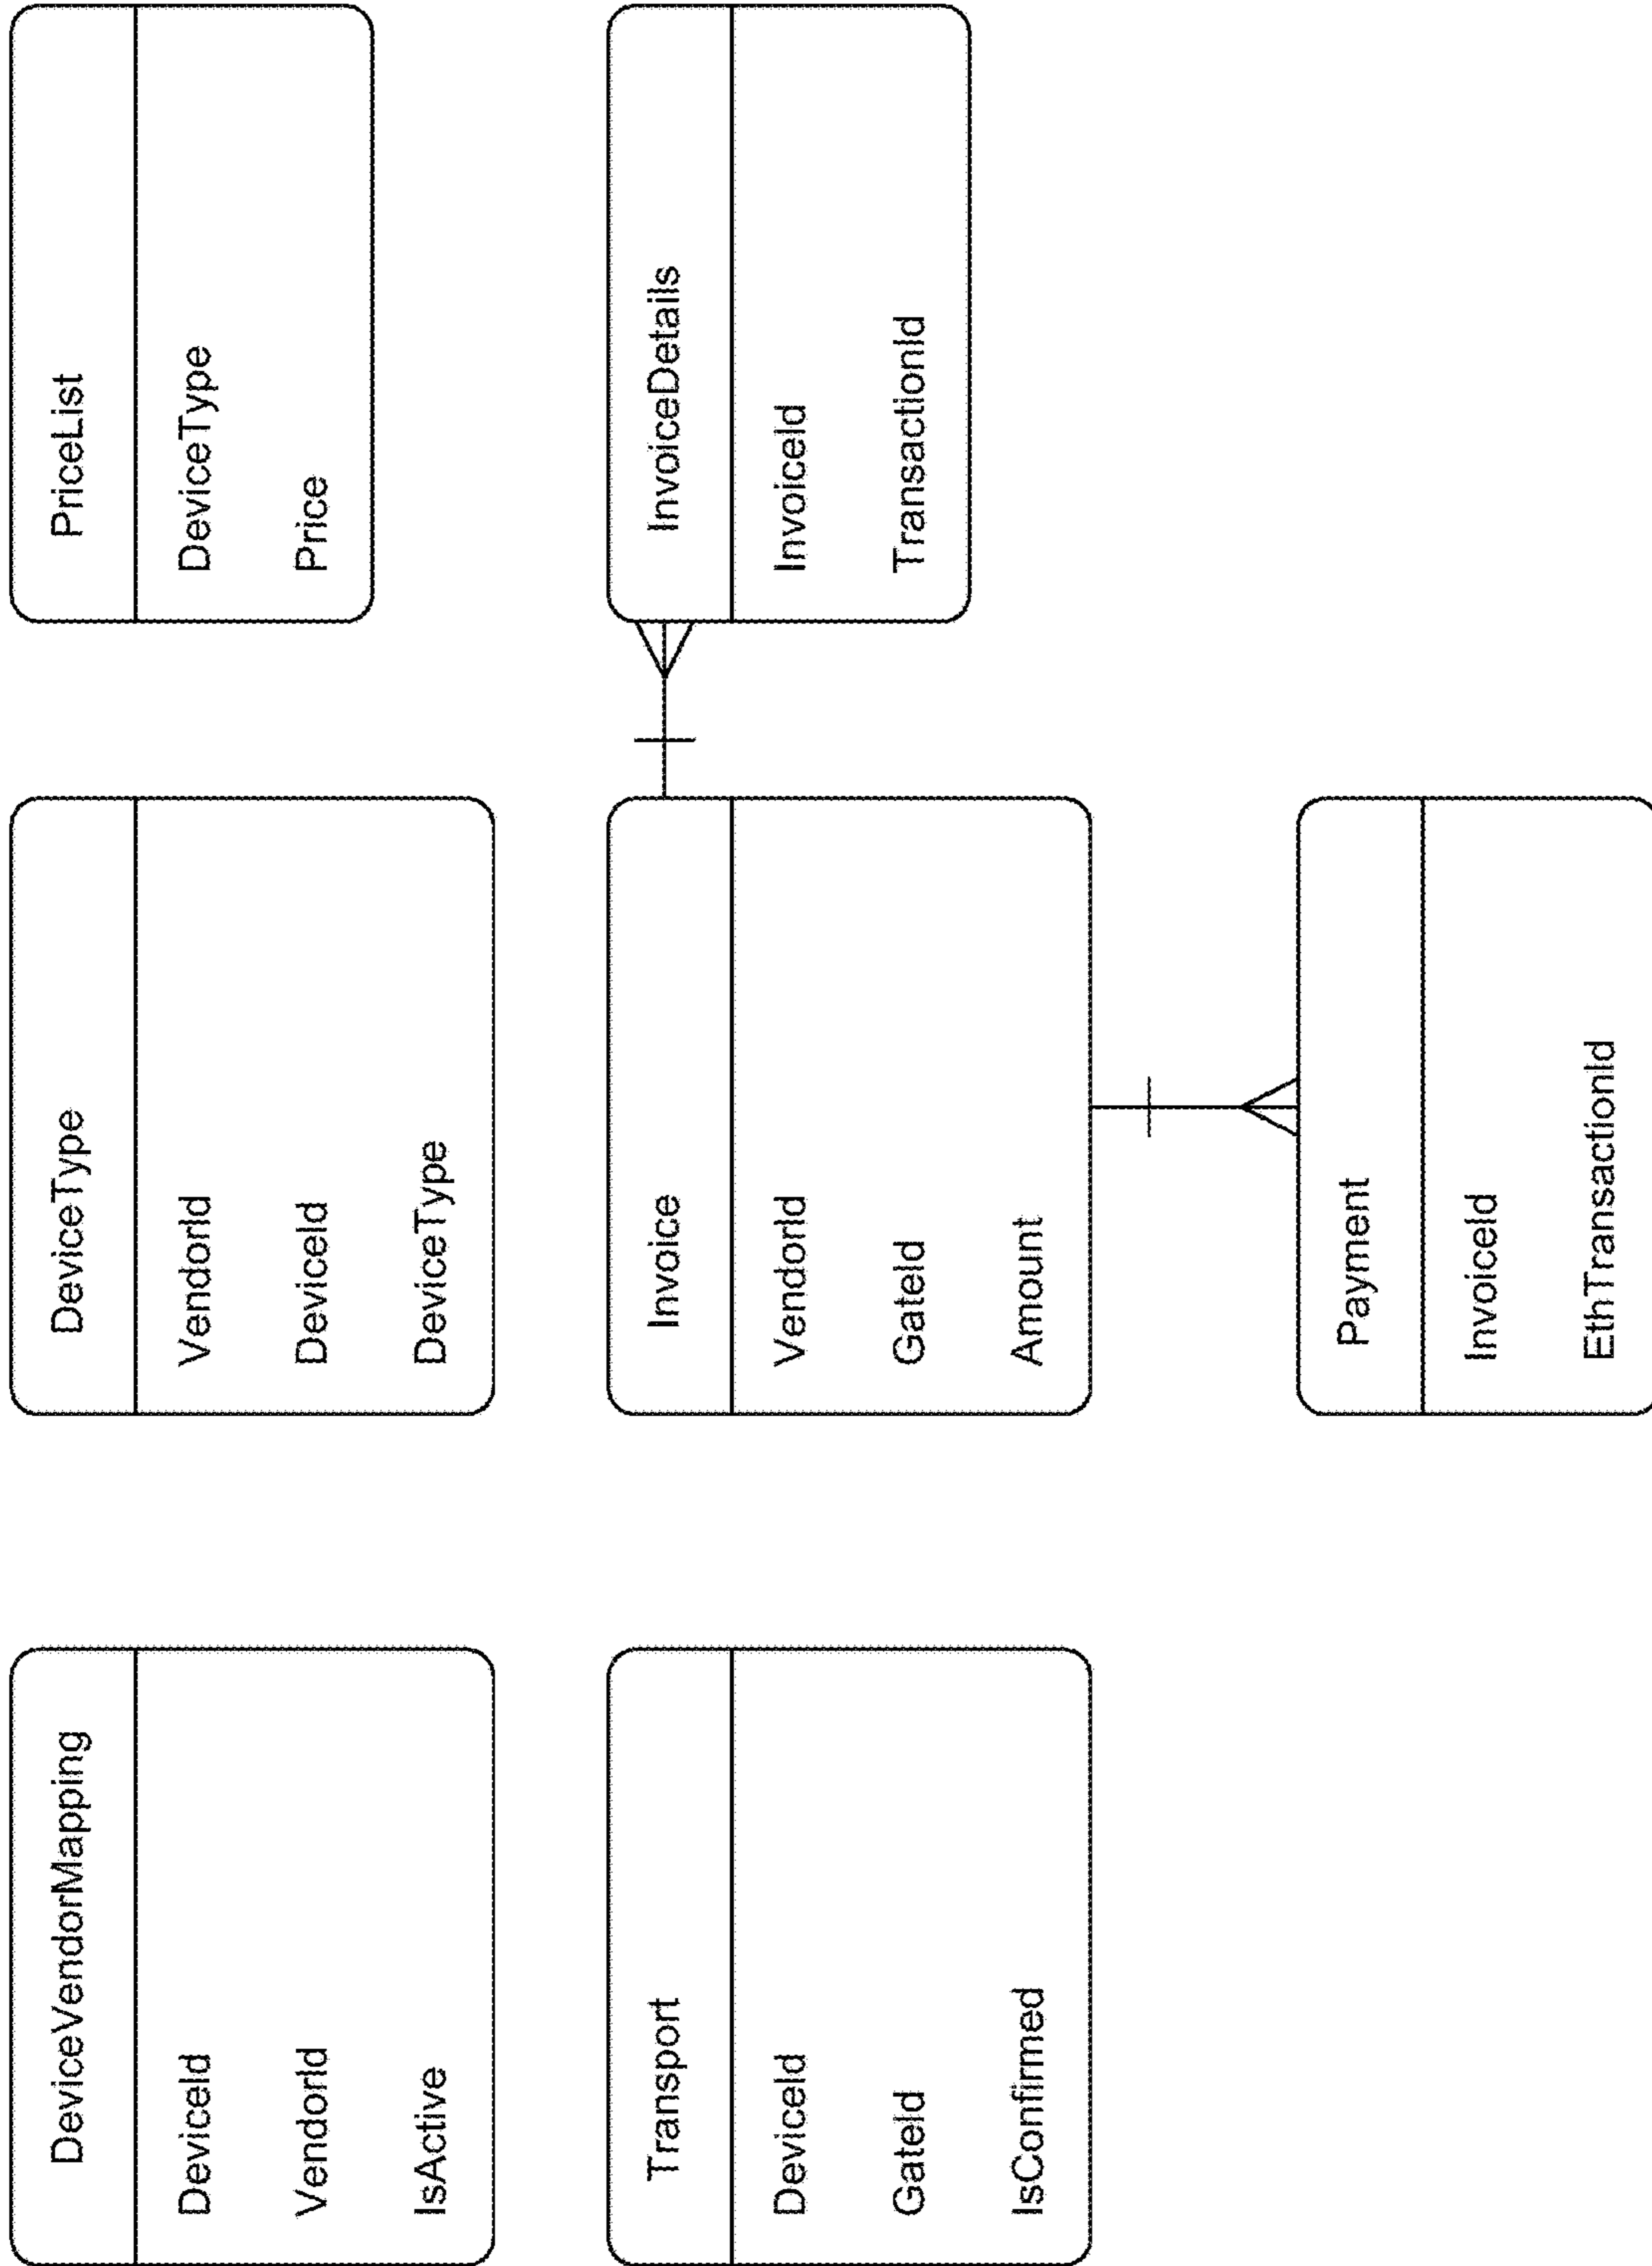 DeviceVendorMapping
DeviceId
VendorId
IsActive
DeviceType
VendorId
DeviceId
DeviceType
PriceList
DeviceType
Price
Transport
DeviceId
GateId
IsConfirmed
Invoice
VendorId
GateId
Amount
InvoiceDetails
InvoiceId
TransactionId
Payment
InvoiceId
EthTransactionId